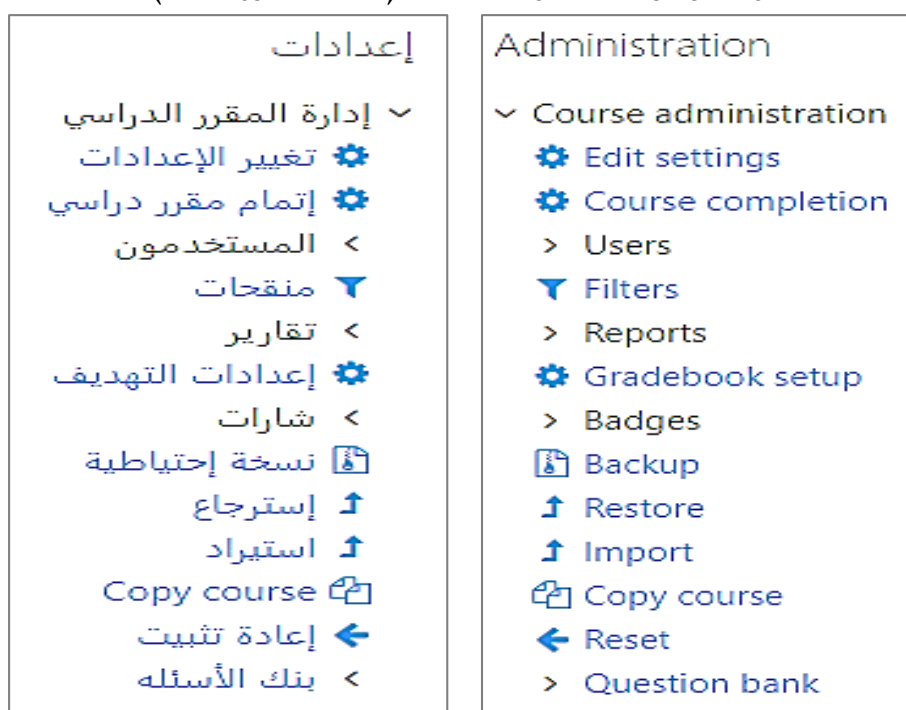 إعدادات
إدارة المقرر الدراسي
تغيير الإعدادات
إتمام مقرر دراسي
المستخدمون
منقحات
تقارير
إعدادات التهديف
شارات
نسخة إحتياطية
إسترجاع
استيراد
Copy course
إعادة تثبيت
بنك الأسئله
Administration
Course administration
Edit settings
Course completion
Users
Filters
Reports
Gradebook setup
Badges
Backup
Restore
Import
Copy course
Reset
Question bank